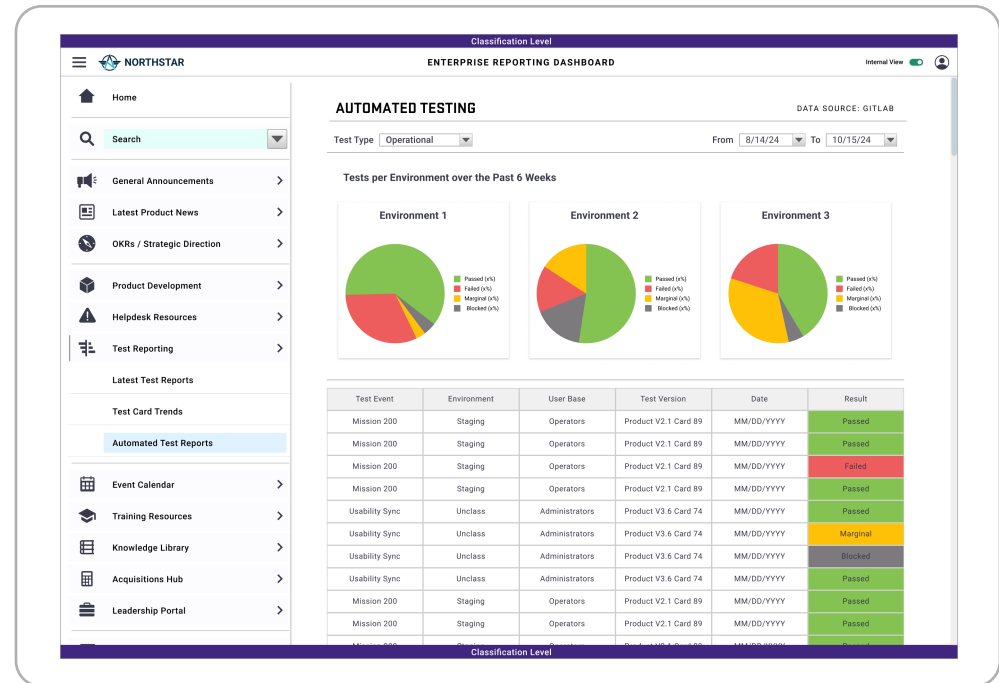 Classification Level
NORTHSTAR
ENTERPRISE REPORTING DASHBOARD
Internal View
Home
Search
General Announcements
Latest Product News
OKRs / Strategic Direction
Product Development
Helpdesk Resources
Test Reporting
Latest Test Reports
Test Card Trends
Automated Test Reports
Event Calendar
Training Resources
Knowledge Library
Acquisitions Hub
Leadership Portal
AUTOMATED TESTING
DATA SOURCE: GITLAB
Test Type Operational
From 8/14/24 To 10/15/24
Tests per Environment over the Past 6 Weeks
Environment 1
Passed (x%)
Failed (x%)
Marginal (x%)
Blocked (x%)
Environment 2
Passed (x%)
Failed (x%)
Marginal (x%)
Blocked (x%)
Environment 3
Passed (x%)
Failed (x%)
Marginal (x%)
Blocked (x%)
Test Event Environment User Base Test Version Date Result
Mission 200 Staging Operators Product V2.1 Card 89 MM/DD/YYYY Passed
Mission 200 Staging Operators Product V2.1 Card 89 MM/DD/YYYY Passed
Mission 200 Staging Operators Product V2.1 Card 89 MM/DD/YYYY Failed
Mission 200 Staging Operators Product V2.1 Card 89 MM/DD/YYYY Passed
Usability Sync Unclass Administrators Product V3.6 Card 74 MM/DD/YYYY Passed
Usability Sync Unclass Administrators Product V3.6 Card 74 MM/DD/YYYY Marginal
Usability Sync Unclass Administrators Product V3.6 Card 74 MM/DD/YYYY Blocked
Usability Sync Unclass Administrators Product V3.6 Card 74 MM/DD/YYYY Passed
Mission 200 Staging Operators Product V2.1 Card 89 MM/DD/YYYY Passed
Mission 200 Staging Operators Product V2.1 Card 89 MM/DD/YYYY Passed
Classification Level